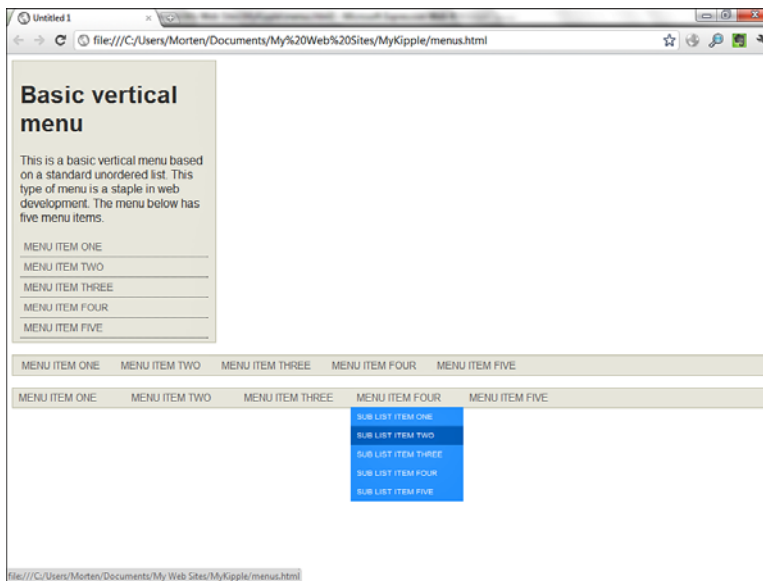 Untitled 1
file:///C:/Users/Morten/Documents/My%20Web%20Sites/MyKipple/menus.html
Basic vertical
menu
This is a basic vertical menu based
on a standard unordered list. This
type of menu is a staple in web
development. The menu below has
five menu items.
MENU ITEM ONE
MENU ITEM TWO
MENU ITEM THREE
MENU ITEM FOUR
MENU ITEM FIVE
MENU ITEM ONE MENU ITEM TWO MENU ITEM THREE MENU ITEM FOUR MENU ITEM FIVE
MENU ITEM ONE MENU ITEM TWO MENU ITEM THREE MENU ITEM FOUR MENU ITEM FIVE
SUB LIST ITEM ONE
SUB LIST ITEM TWO
SUB LIST ITEM THREE
SUB LIST ITEM FOUR
SUB LIST ITEM FIVE
file:///C:/Users/Morten/Documents/My Web Sites/MyKipple/menus.html